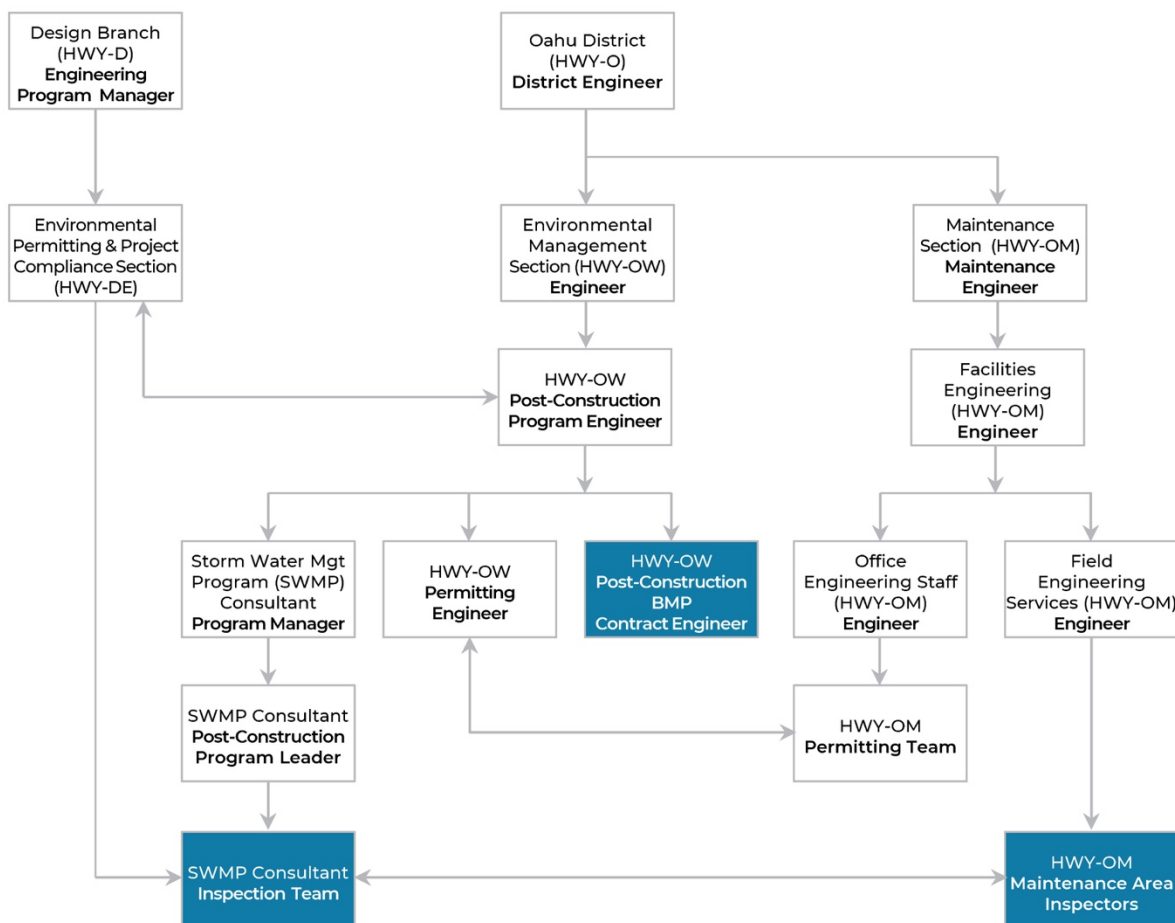 Design Branch
(HWY-D)
Engineering
Program Manager
Oahu District
(HWY-O)
District Engineer
Environmental
Permitting & Project
Compliance Section
(HWY-DE)
Environmental
Management
Section (HWY-OW)
Engineer
Maintenance
Section (HWY-OM)
Maintenance
Engineer
HWY-OW
Post-Construction
Program Engineer
Facilities
Engineering
(HWY-OM)
Engineer
Storm Water Mgt
Program (SWMP)
Consultant
Program Manager
HWY-OW
Permitting
Engineer
HWY-OW
Post-Construction
BMP
Contract Engineer
Office
Engineering Staff
(HWY-OM)
Engineer
Field
Engineering
Services (HWY-OM)
Engineer
SWMP Consultant
Post-Construction
Program Leader
HWY-OM
Permitting Team
SWMP Consultant
Inspection Team
HWY-OM
Maintenance Area
Inspectors